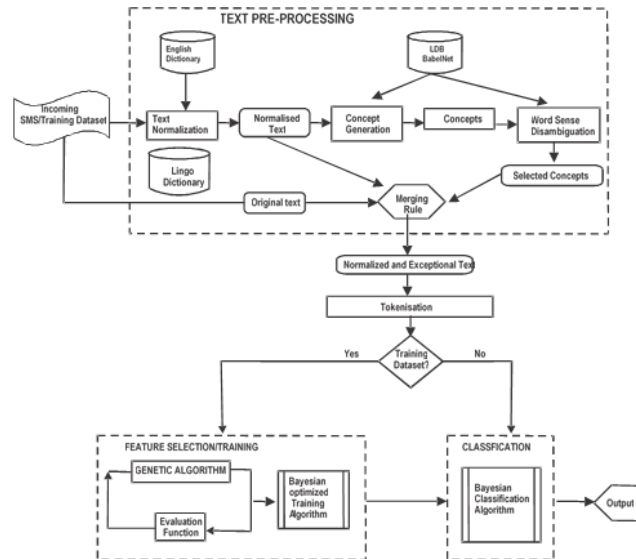 TEXT PRE-PROCESSING
English
Dictionary
LDB
BabelNet
Incoming
SMS/Training Dataset
Text
Normalization
Normalised
Text
Concept
Generation
Concepts
Word Sense
Disambiguation
Lingo
Dictionary
Selected Concepts
Original text
Merging
Rule
Normalized and Exceptional Text
Tokenisation
Yes
Training
Dataset?
No
FEATURE SELECTION/TRAINING
CLASSFICATION
GENETIC ALGORITHM
Evaluation
Function
Bayesian
optimized
Training
Algorithm
Bayesian
Classification
Algorithm
Output